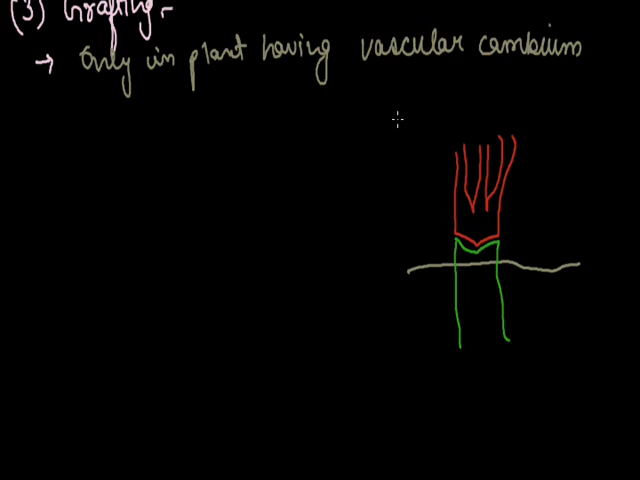 (3) Grafting.-
→ Only in plant having vascular cambium